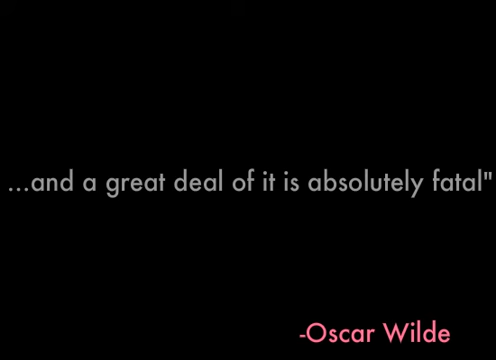 ...and a great deal of it is absolutely fatal"
-Oscar Wilde